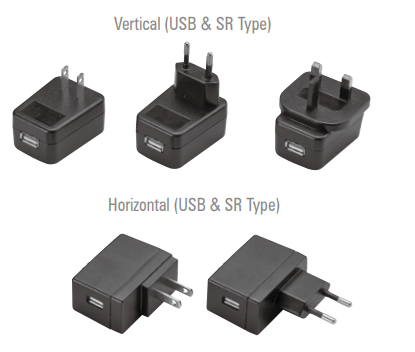 Vertical (USB & SR Type)
Horizontal (USB & SR Type)